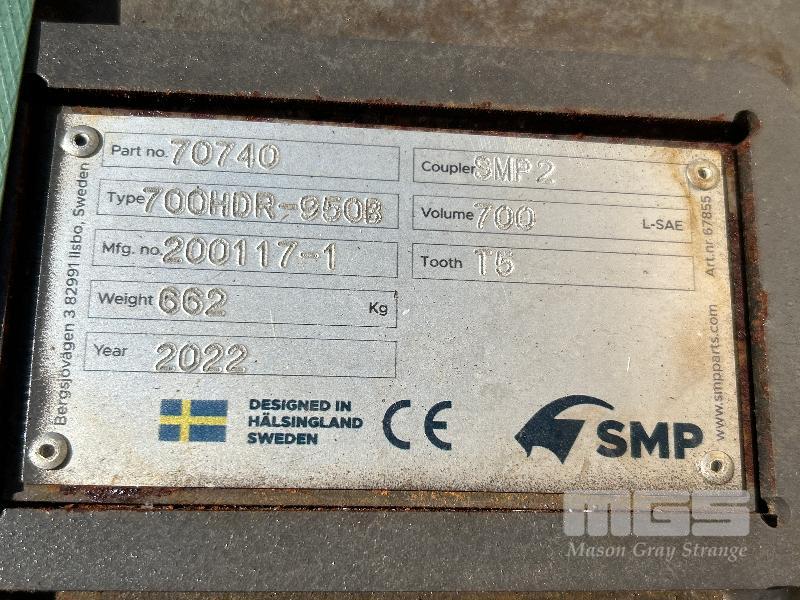 Part no. 70740
Type 700HDR-950B
Mfg. no. 200117-1
Weight 662 Kg
Year 2022
Coupler SMP2
Volume 700 L-SAE
Tooth T5
DESIGNED IN
HÄLSINGLAND
SWEDEN
CE
SMP
Bergsjövägen 3 82991 Ilsbo, Sweden
www.smpparts.com Art.nr 67855
MGS
Mason Gray Strange